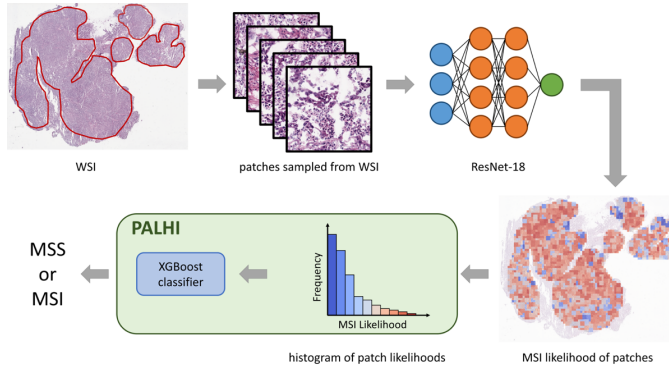 WSI
patches sampled from WSI
ResNet-18
PALHI
MSS
or
MSI
XGBoost
classifier
Frequency
MSI Likelihood
histogram of patch likelihoods
MSI likelihood of patches